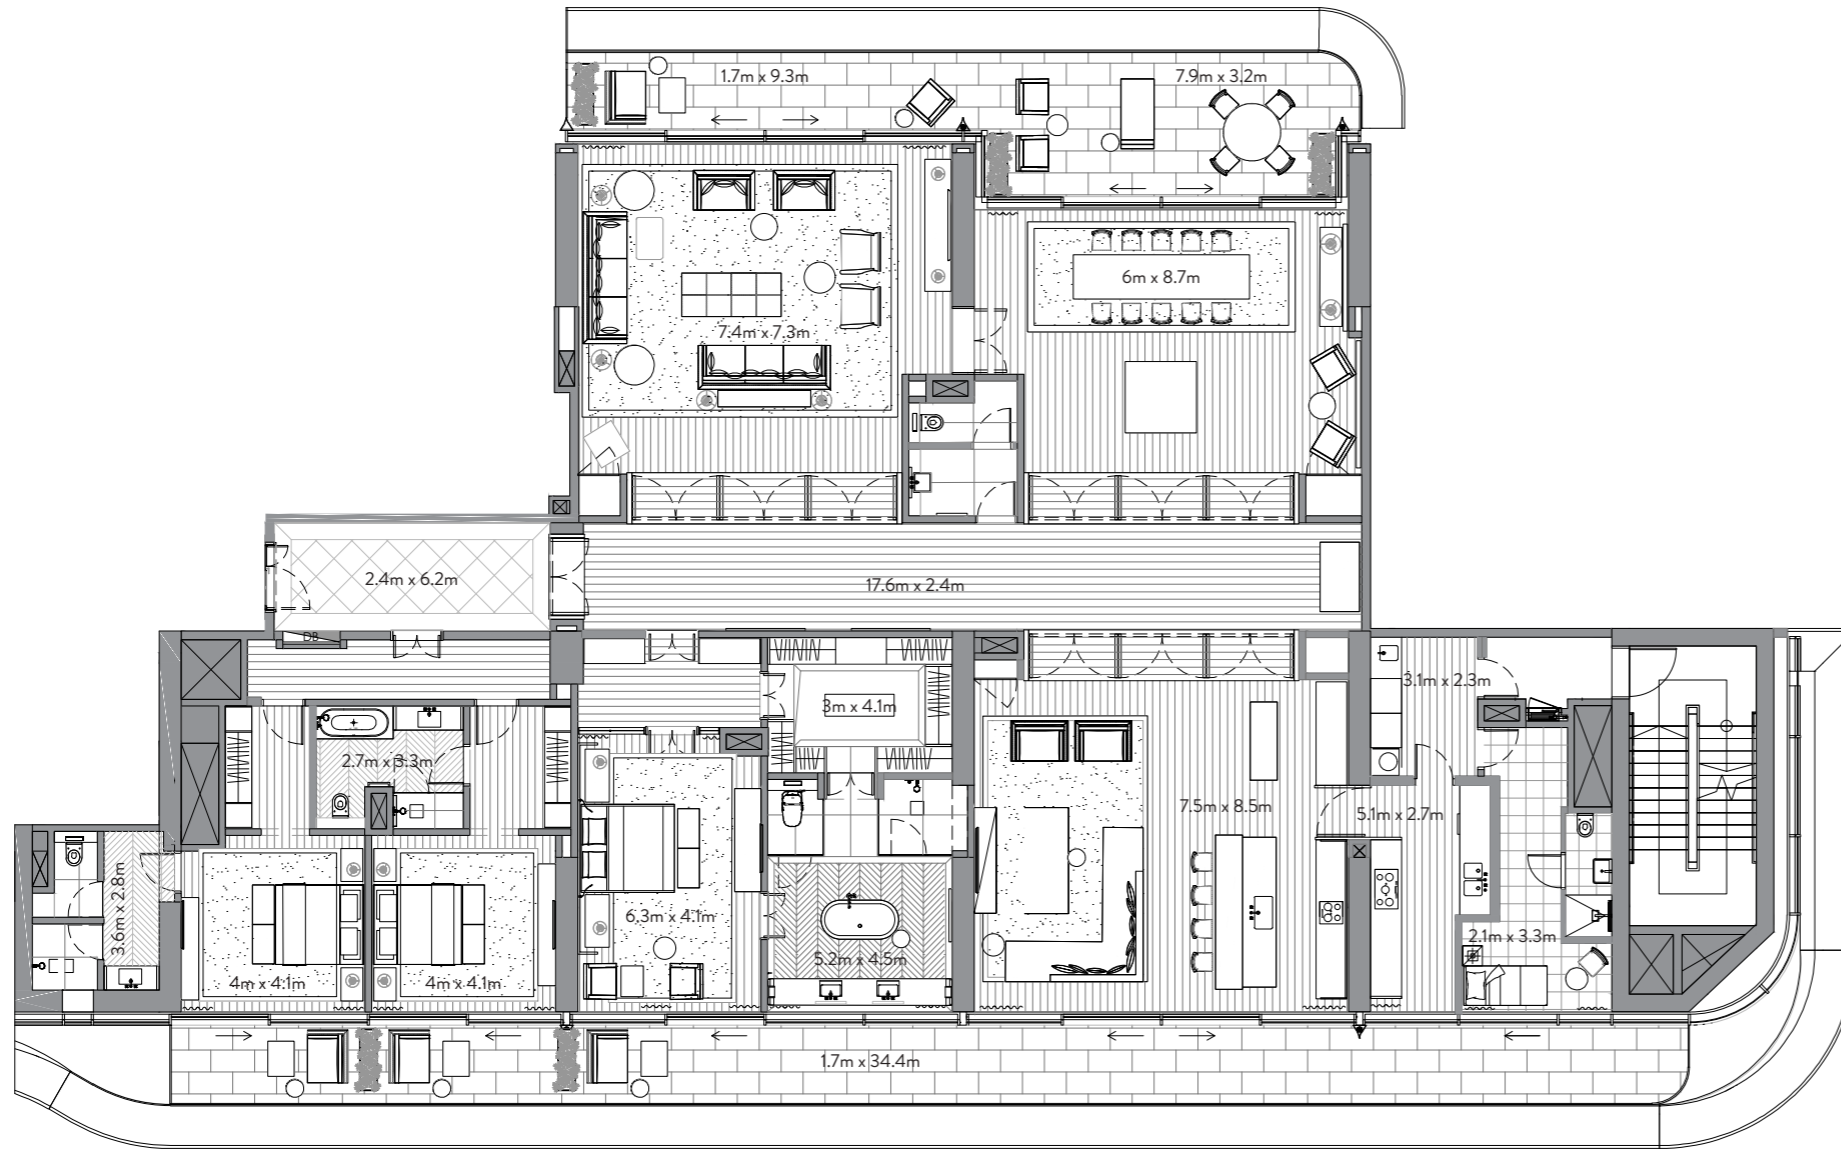 1.7m x 9.3m
7.9m x 3.2m
6m x 8.7m
7.4m x 7.3m
2.4m x 6.2m
17.6m x 2.4m
DB
3.1m x 2.3m
3m x 4.1m
2.7m x 3.3m
7.5m x 8.5m
5.1m x 2.7m
3.6m x 2.8m
6.3m x 4.1m
2.1m x 3.3m
5.2m x 4.5m
4m x 4.1m
4m x 4.1m
1.7m x 34.4m